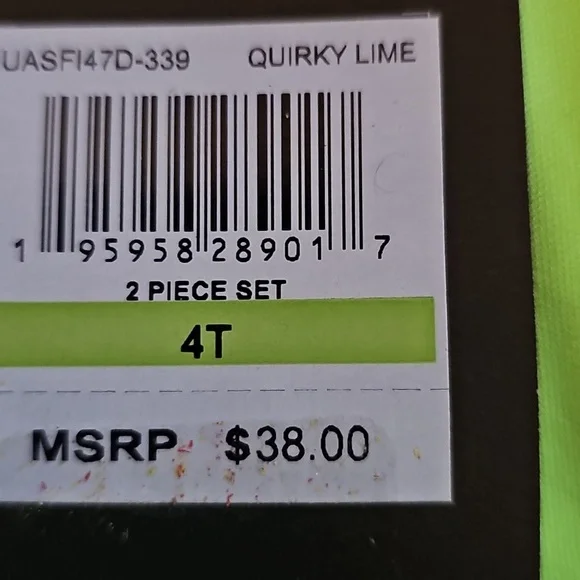 UASFI47D-339 QUIRKY LIME
1 95958 28901 7
2 PIECE SET
4T
MSRP $38.00